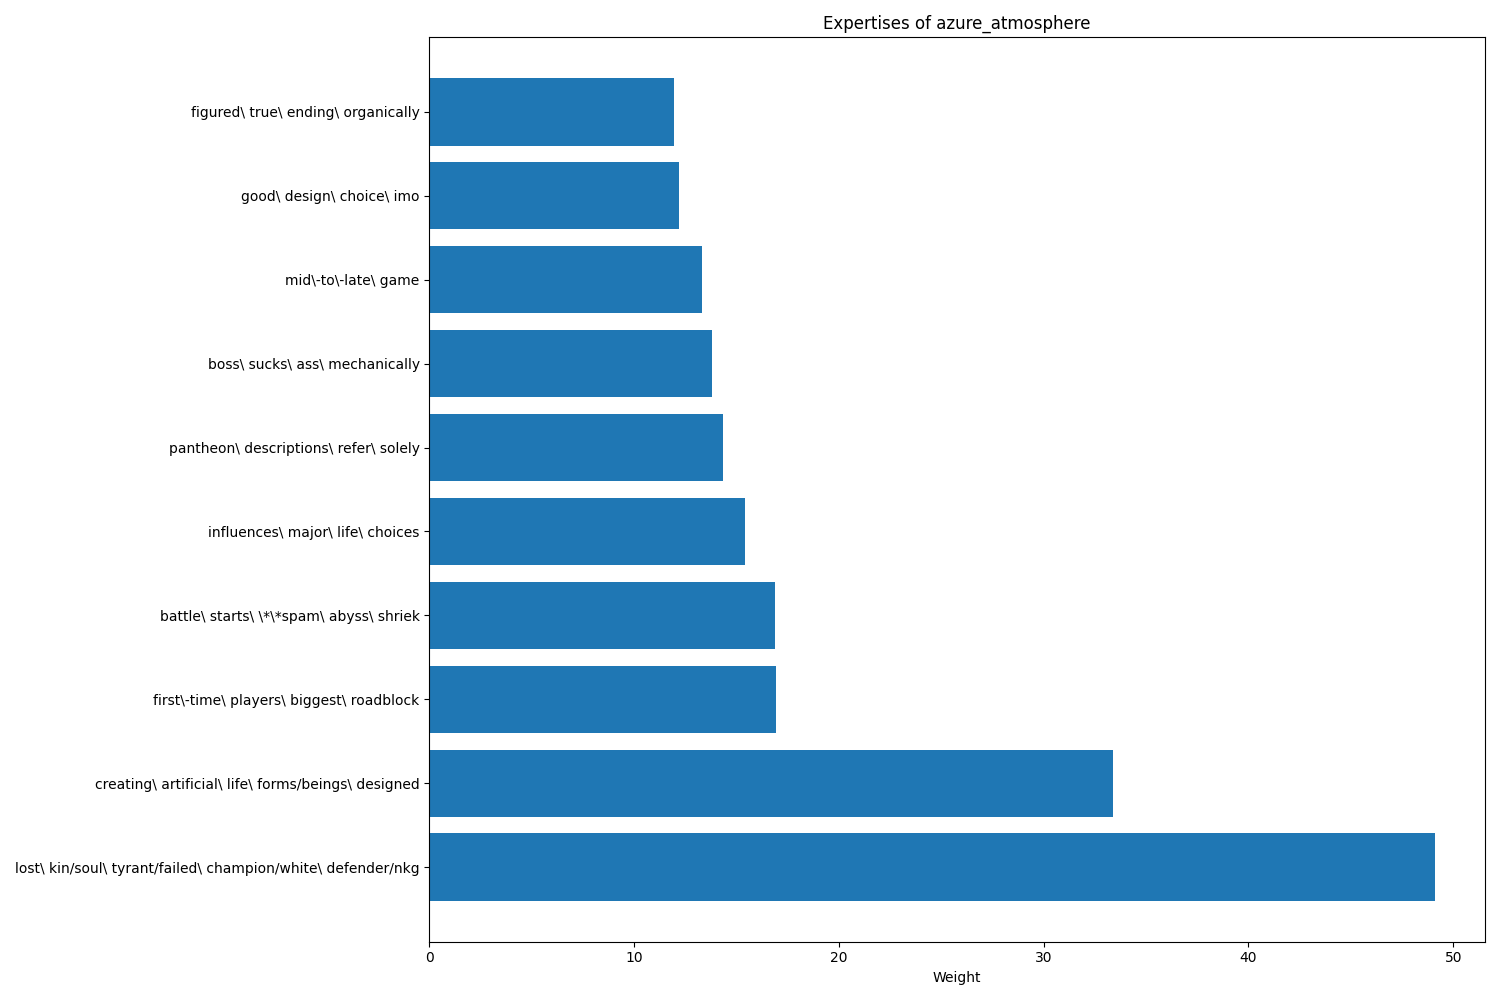 Expertises of azure_atmosphere
figured\ true\ ending\ organically
good\ design\ choice\ imo
mid\-to\-late\ game
boss\ sucks\ ass\ mechanically
pantheon\ descriptions\ refer\ solely
influences\ major\ life\ choices
battle\ starts\ \*\*spam\ abyss\ shriek
first\-time\ players\ biggest\ roadblock
creating\ artificial\ life\ forms/beings\ designed
lost\ kin/soul\ tyrant/failed\ champion/white\ defender/nkg
0 10 20 30 40 50
Weight